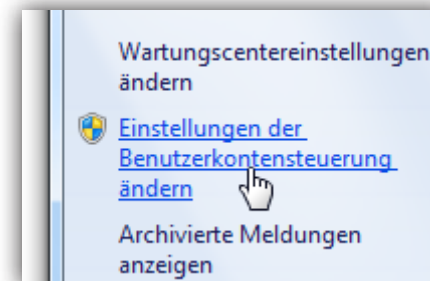 Wartungscentereinstellungen
ändern
Einstellungen der
Benutzerkontensteuerung
ändern
Archivierte Meldungen
anzeigen